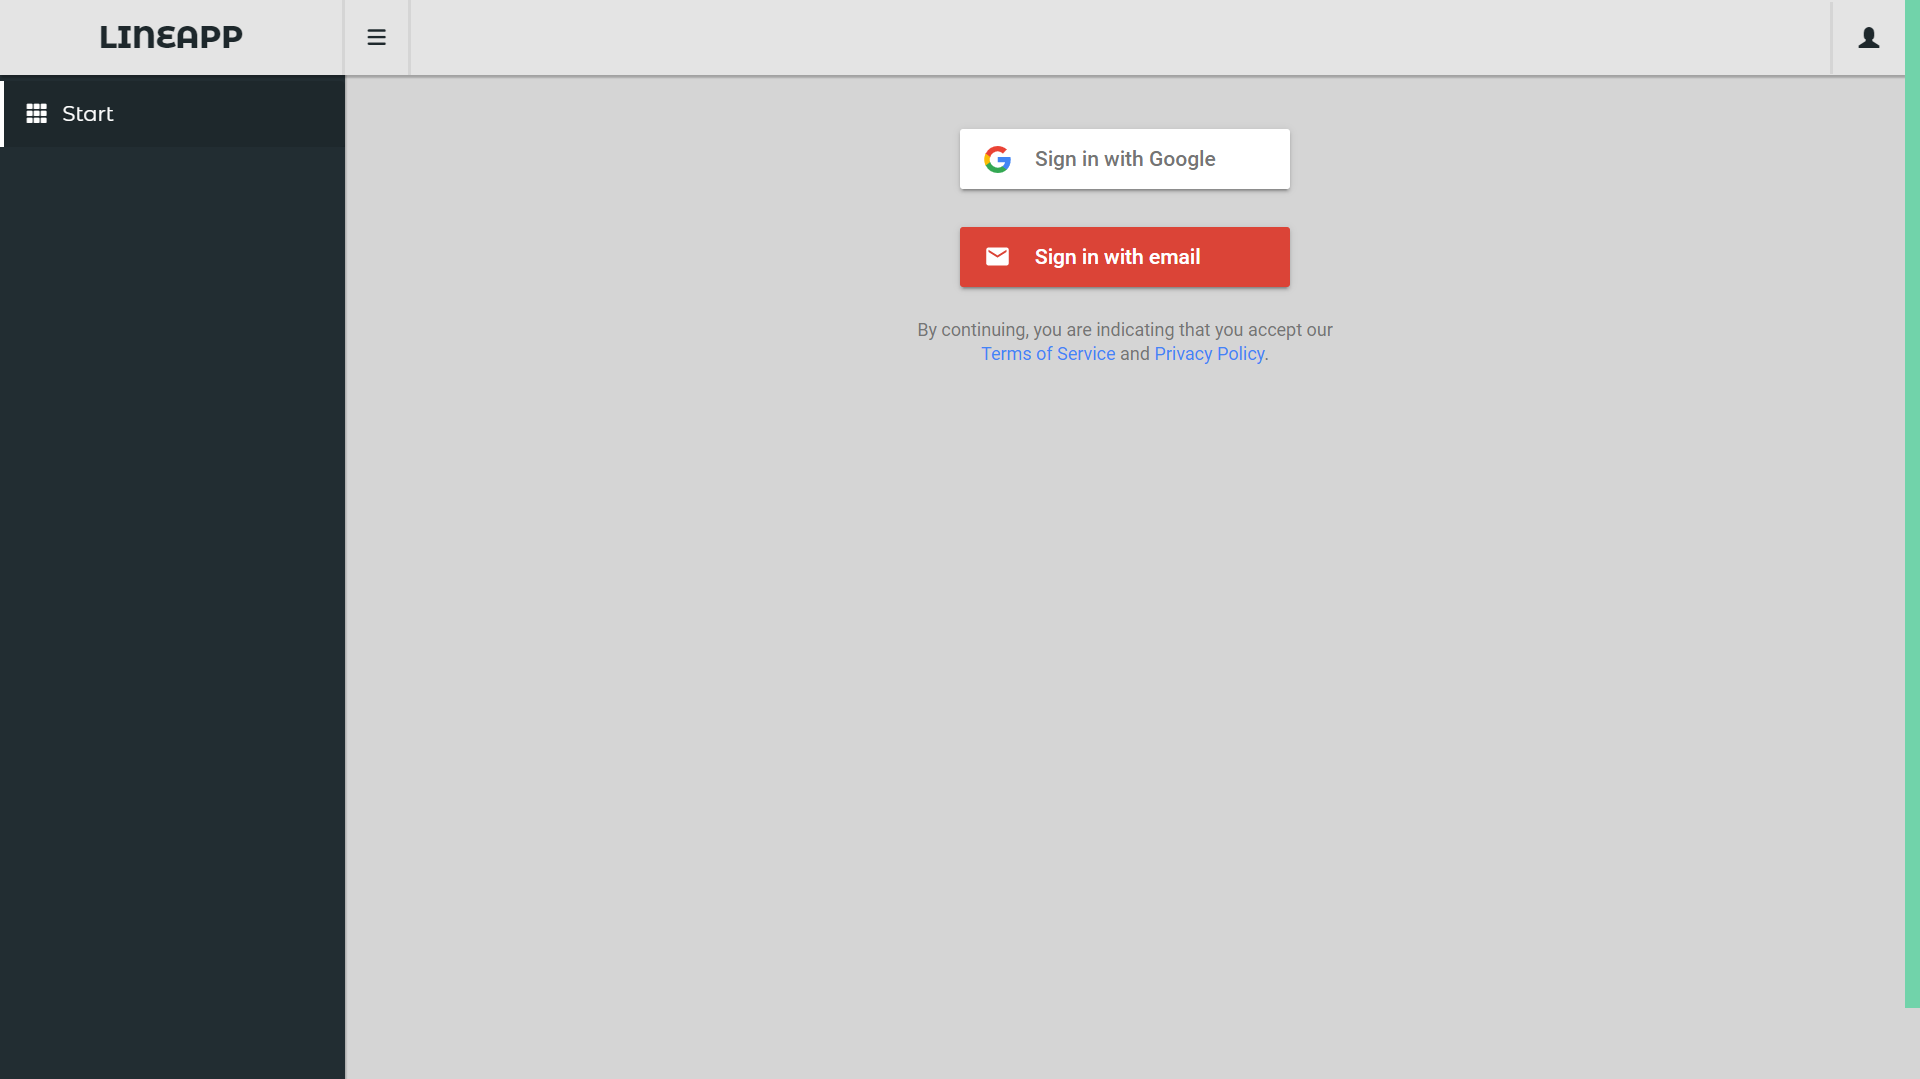 LINEAPP
Start
Sign in with Google
Sign in with email
By continuing, you are indicating that you accept our
Terms of Service and Privacy Policy.